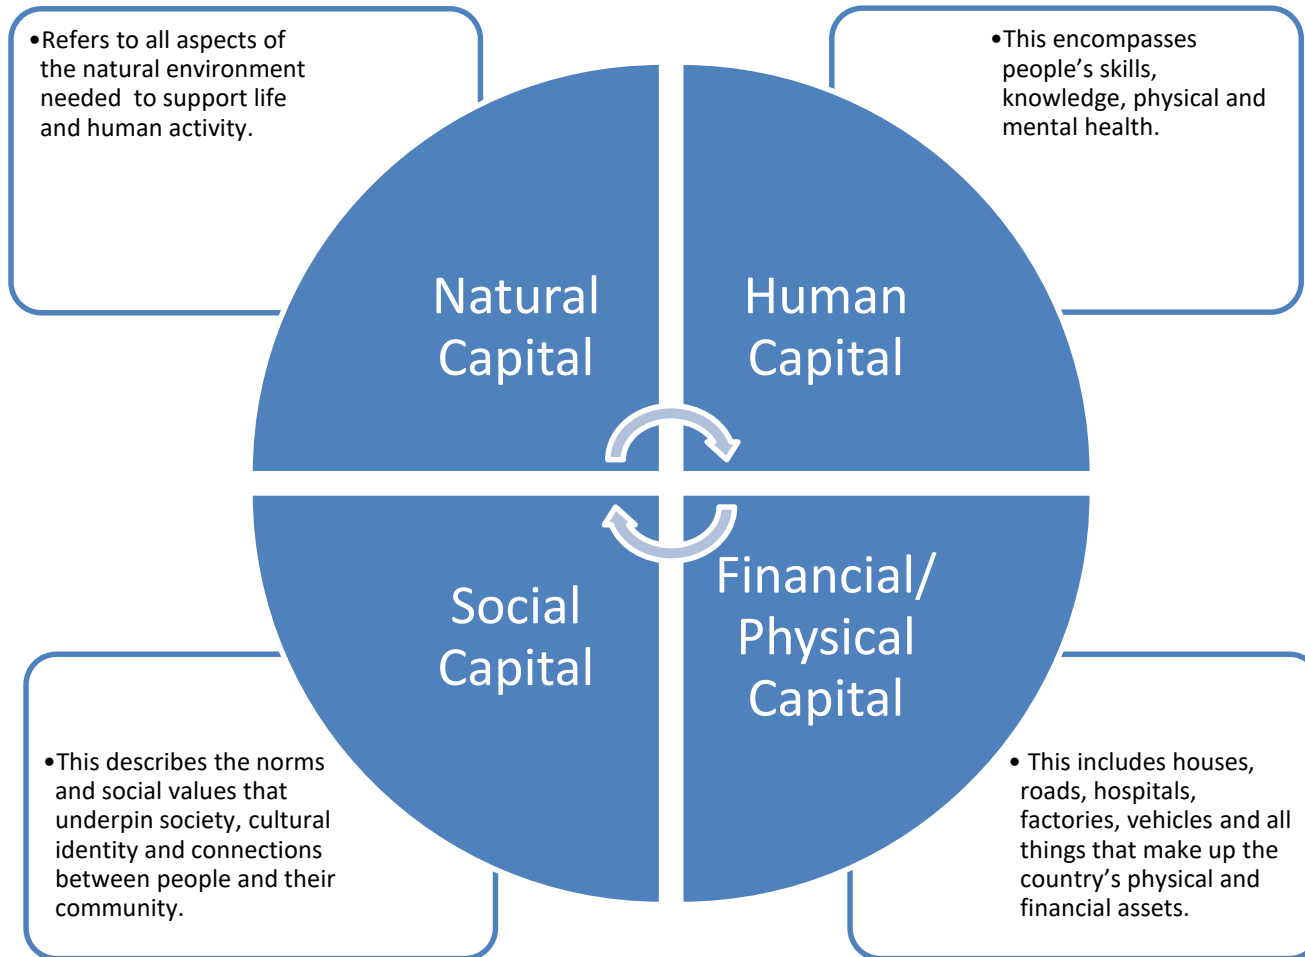 •Refers to all aspects of
the natural environment
needed  to support life
and human activity.
•This encompasses
people’s skills,
knowledge, physical and
mental health.
Natural
Capital
Human
Capital
Social
Capital
Financial/
Physical
Capital
•This describes the norms
and social values that
underpin society, cultural
identity and connections
between people and their
community.
• This includes houses,
roads, hospitals,
factories, vehicles and all
things that make up the
country’s physical and
financial assets.